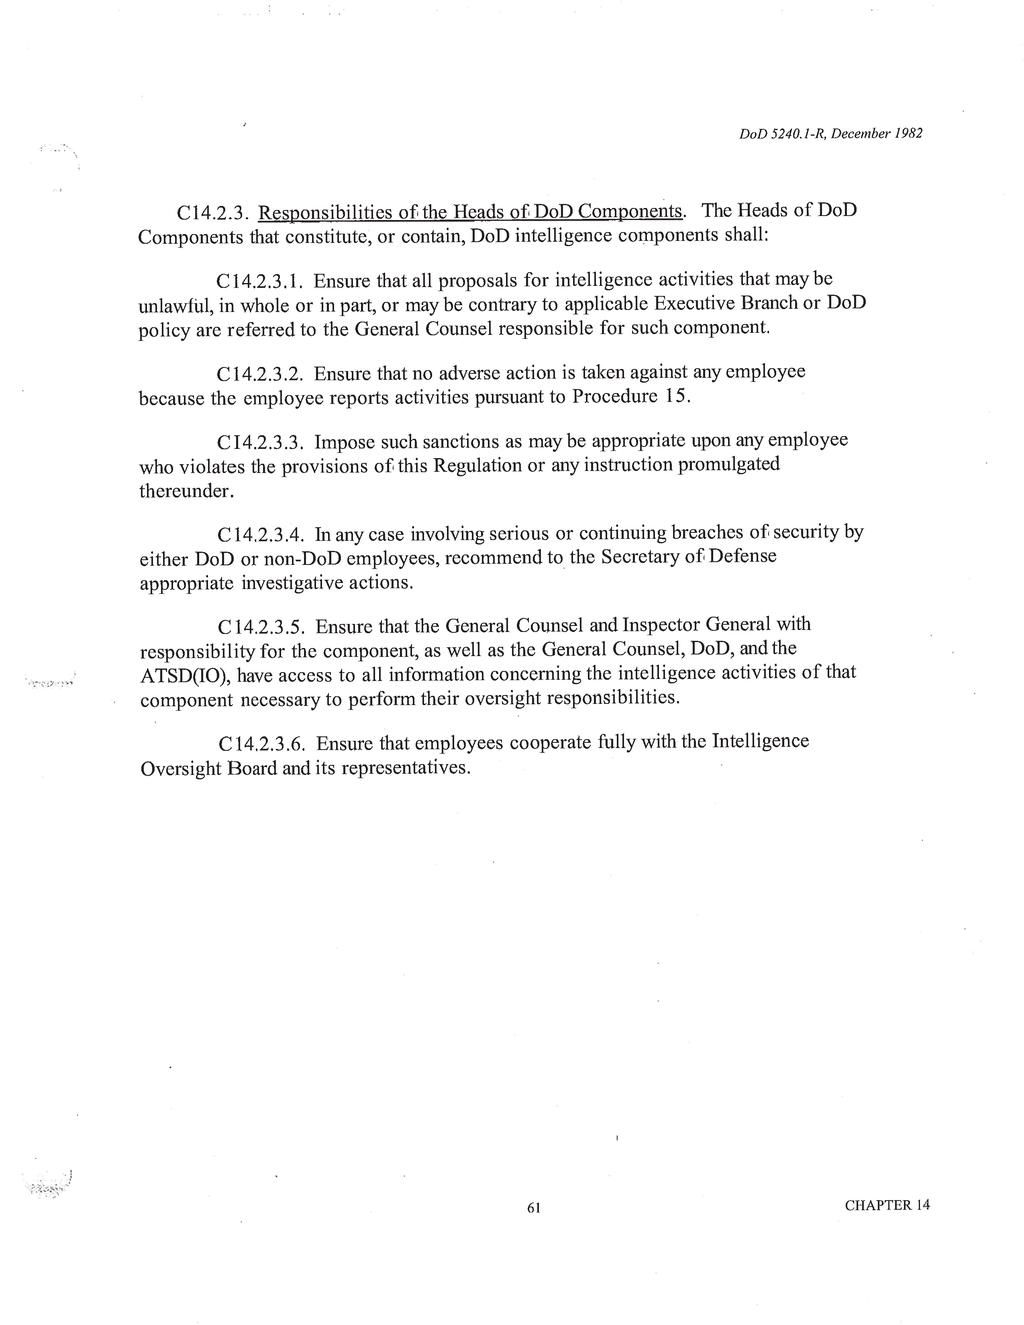 DoD 5240.1-R, December 1982
C14.2.3. Responsibilities of the Heads of DoD Components. The Heads of DoD
Components that constitute, or contain, DoD intelligence components shall:
C14.2.3.1. Ensure that all proposals for intelligence activities that may be
unlawful, in whole or in part, or may be contrary to applicable Executive Branch or DoD
policy are referred to the General Counsel responsible for such component.
C14.2.3.2. Ensure that no adverse action is taken against any employee
because the employee reports activities pursuant to Procedure 15.
C14.2.3.3. Impose such sanctions as may be appropriate upon any employee
who violates the provisions of this Regulation or any instruction promulgated
thereunder.
C14.2.3.4. In any case involving serious or continuing breaches of security by
either DoD or non-DoD employees, recommend to the Secretary of Defense
appropriate investigative actions.
C14.2.3.5. Ensure that the General Counsel and Inspector General with
responsibility for the component, as well as the General Counsel, DoD, and the
ATSD(IO), have access to all information concerning the intelligence activities of that
component necessary to perform their oversight responsibilities.
C14.2.3.6. Ensure that employees cooperate fully with the Intelligence
Oversight Board and its representatives.
61
CHAPTER 14